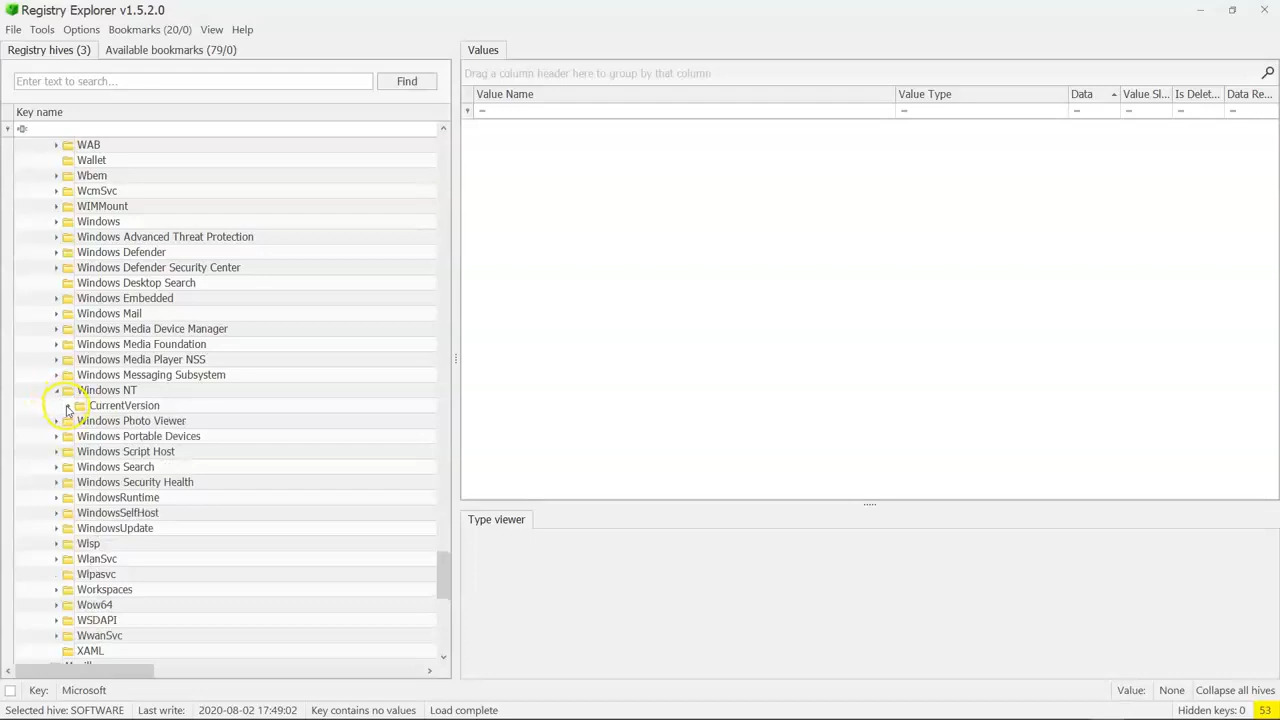 Registry Explorer v1.5.2.0
File Tools Options Bookmarks (20/0) View Help
Registry hives (3) Available bookmarks (79/0)
Enter text to search...
Find
Key name
WAB
Wallet
Wbem
WcmSvc
WIMMount
Windows
Windows Advanced Threat Protection
Windows Defender
Windows Defender Security Center
Windows Desktop Search
Windows Embedded
Windows Mail
Windows Media Device Manager
Windows Media Foundation
Windows Media Player NSS
Windows Messaging Subsystem
Windows NT
CurrentVersion
Windows Photo Viewer
Windows Portable Devices
Windows Script Host
Windows Search
Windows Security Health
WindowsRuntime
WindowsSelfHost
WindowsUpdate
Wisp
WlanSvc
Wlpasvc
Workspaces
Wow64
WSDAPI
WwanSvc
XAML
Values
Drag a column header here to group by that column
Value Name Value Type Data Value Sl... Is Delet... Data Re...
Type viewer
Key: Microsoft
Value: None Collapse all hives
Selected hive: SOFTWARE Last write: 2020-08-02 17:49:02 Key contains no values Load complete
Hidden keys: 0 53